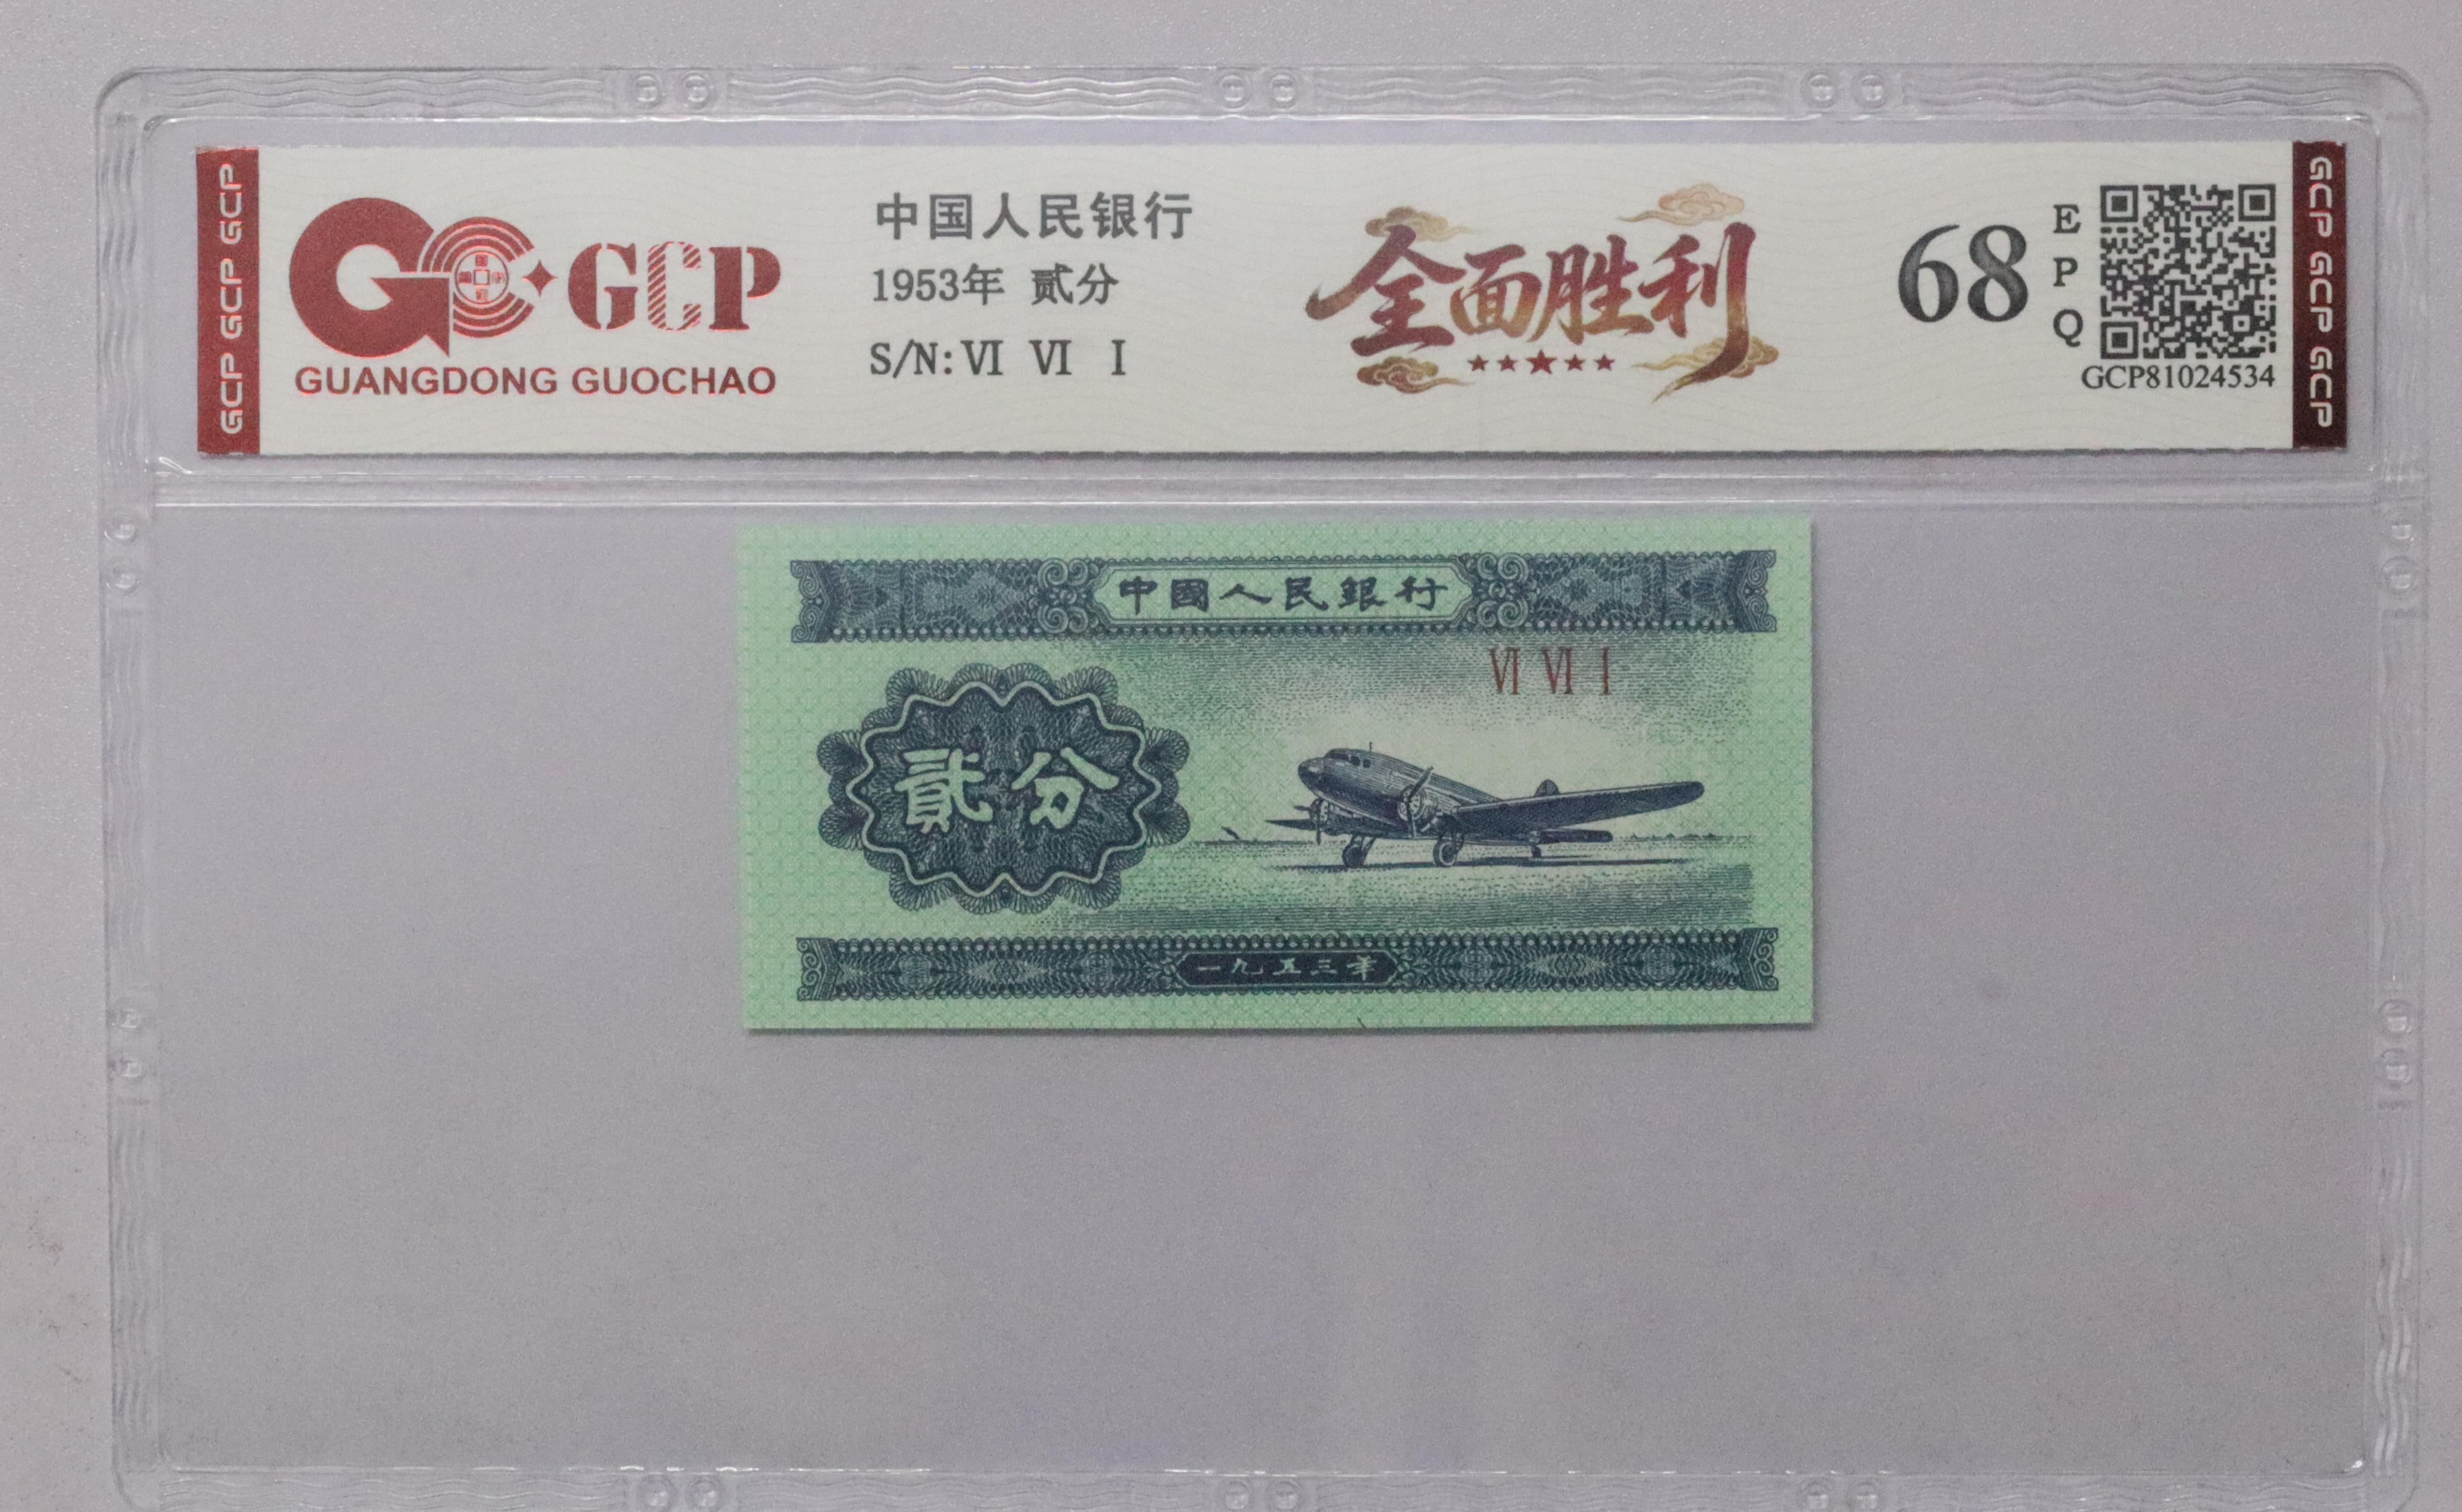 GCP GCP GCP
GCP
GUANGDONG GUOCHAO
中国人民银行
1953年 贰分
S/N: VI VI I
全面胜利
68
E
P
Q
GCP81024534
GCP GCP GCP
中國人民銀行
VI VI I
貳分
一九五三年